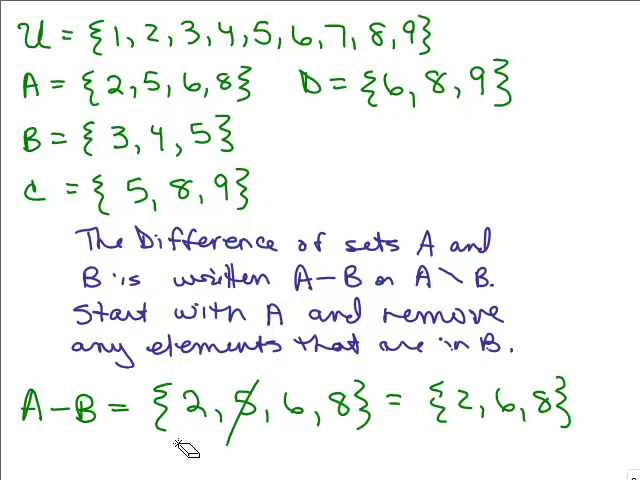 U = {1, 2, 3, 4, 5, 6, 7, 8, 9}
A = {2, 5, 6, 8} D = {6, 8, 9}
B = { 3, 4, 5}
C = { 5, 8, 9}
The Difference of sets A and
B is written A - B or A \ B.
Start with A and remove
any elements that are in B.
A - B = {2, 5, 6, 8} = {2, 6, 8}